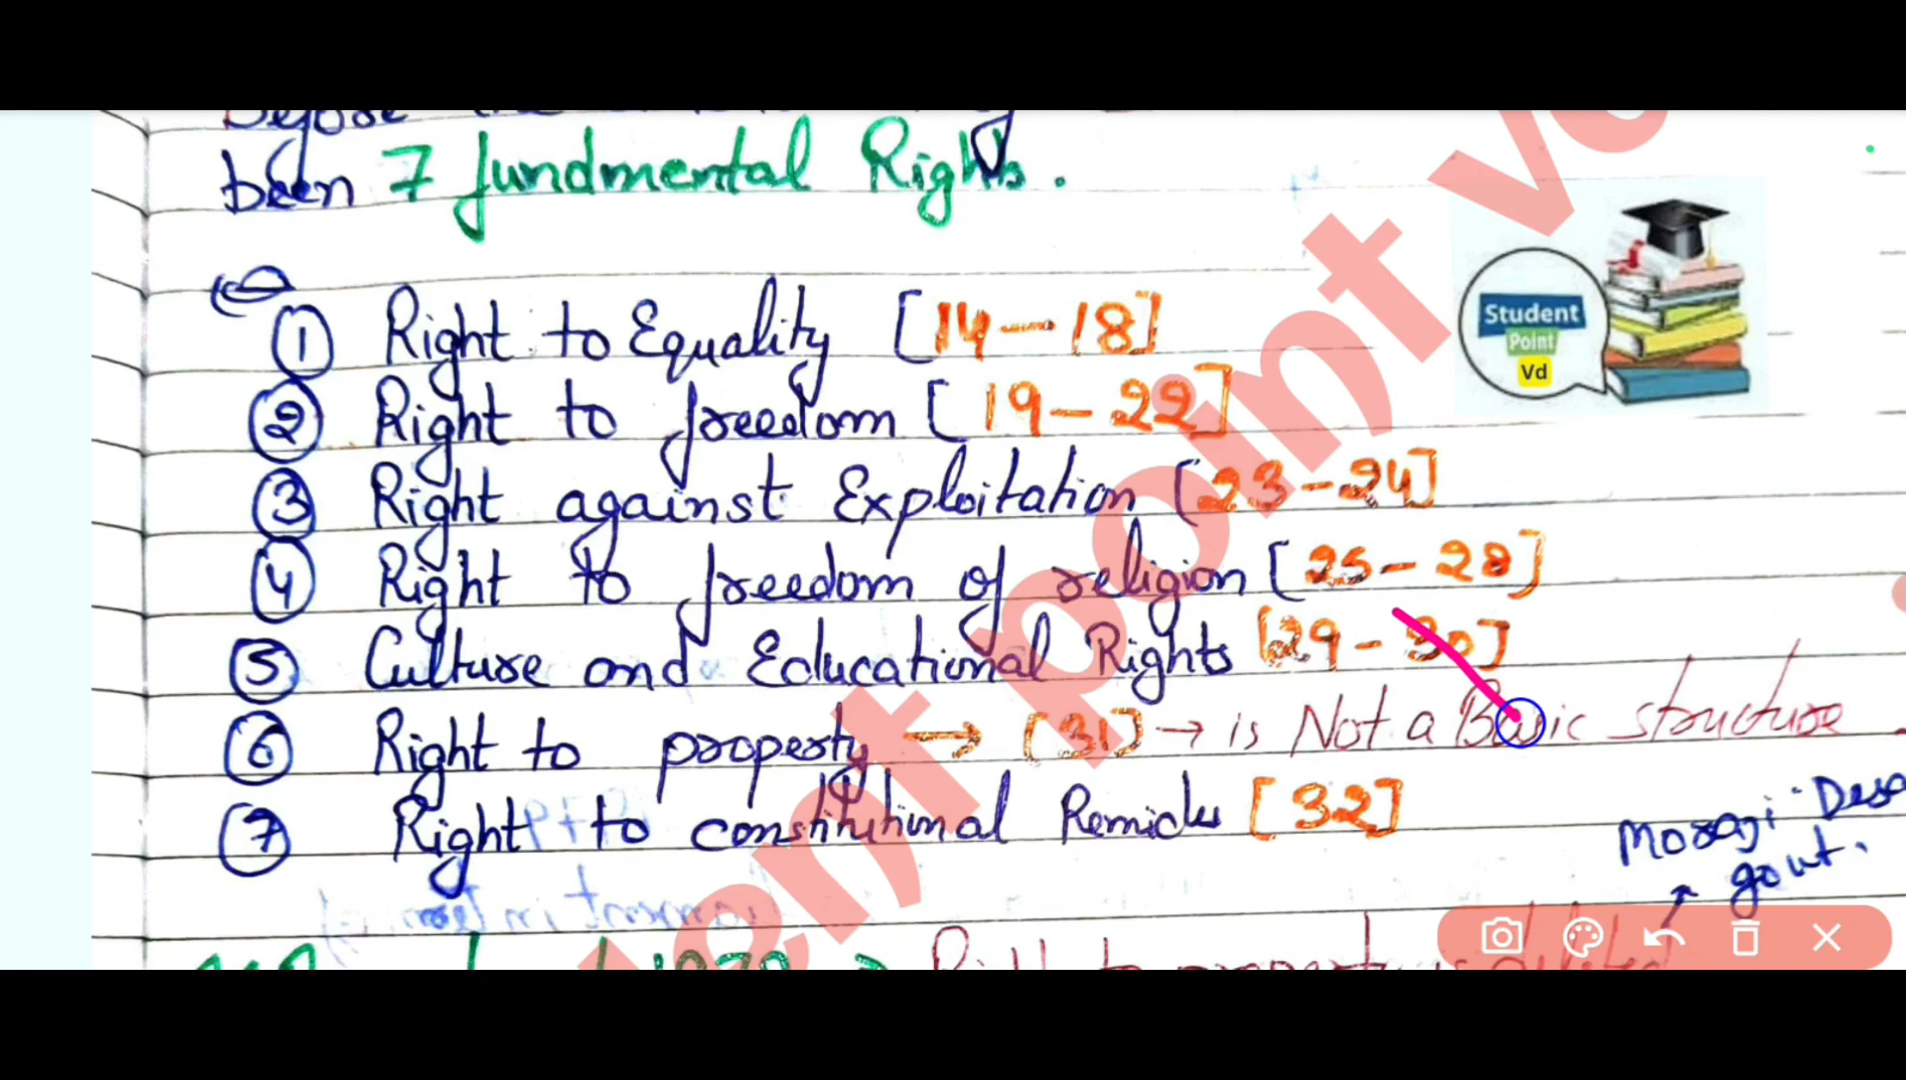 been 7 fundmental Rights.
① Right to Equality [14-18]
② Right to freedom [19-22]
③ Right against Exploitation [23-24]
④ Right to freedom of religion [25-28]
⑤ Culture and Educational Rights [29-30]
⑥ Right to property → [31] → is Not a Basic structure
⑦ Right to constitutional Remides [32]
Moraji Desa
govt.
Student
Point
Vd